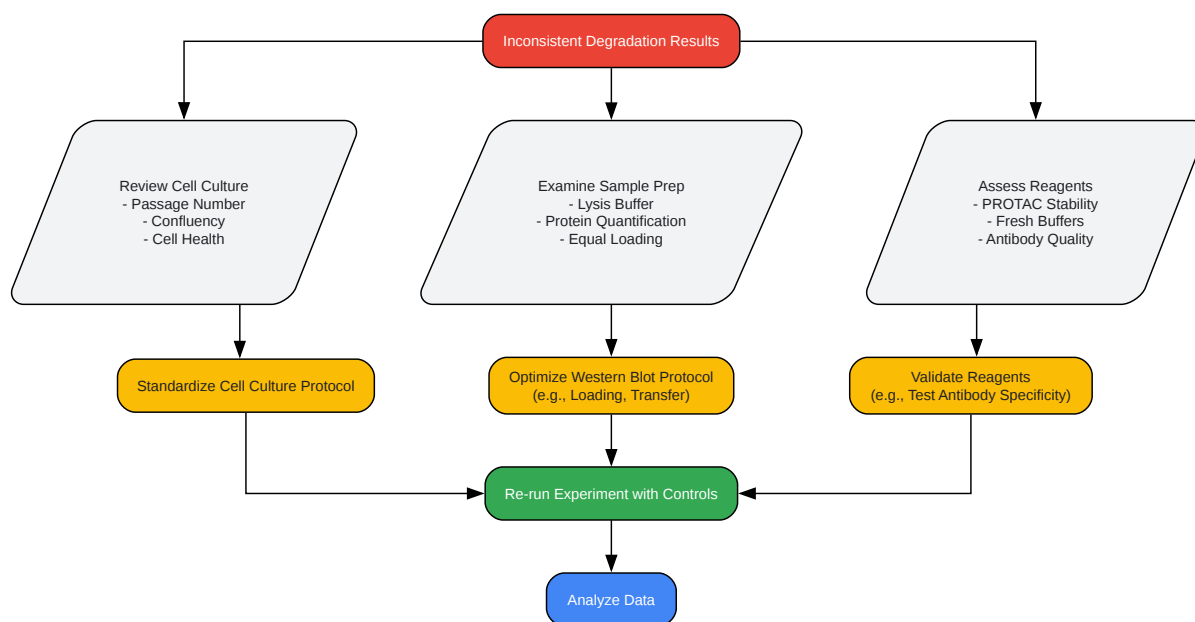 Inconsistent Degradation Results
Review Cell Culture
- Passage Number
- Confluency
- Cell Health
Examine Sample Prep
- Lysis Buffer
- Protein Quantification
- Equal Loading
Assess Reagents
- PROTAC Stability
- Fresh Buffers
- Antibody Quality
Standardize Cell Culture Protocol
Optimize Western Blot Protocol
(e.g., Loading, Transfer)
Validate Reagents
(e.g., Test Antibody Specificity)
Re-run Experiment with Controls
Analyze Data